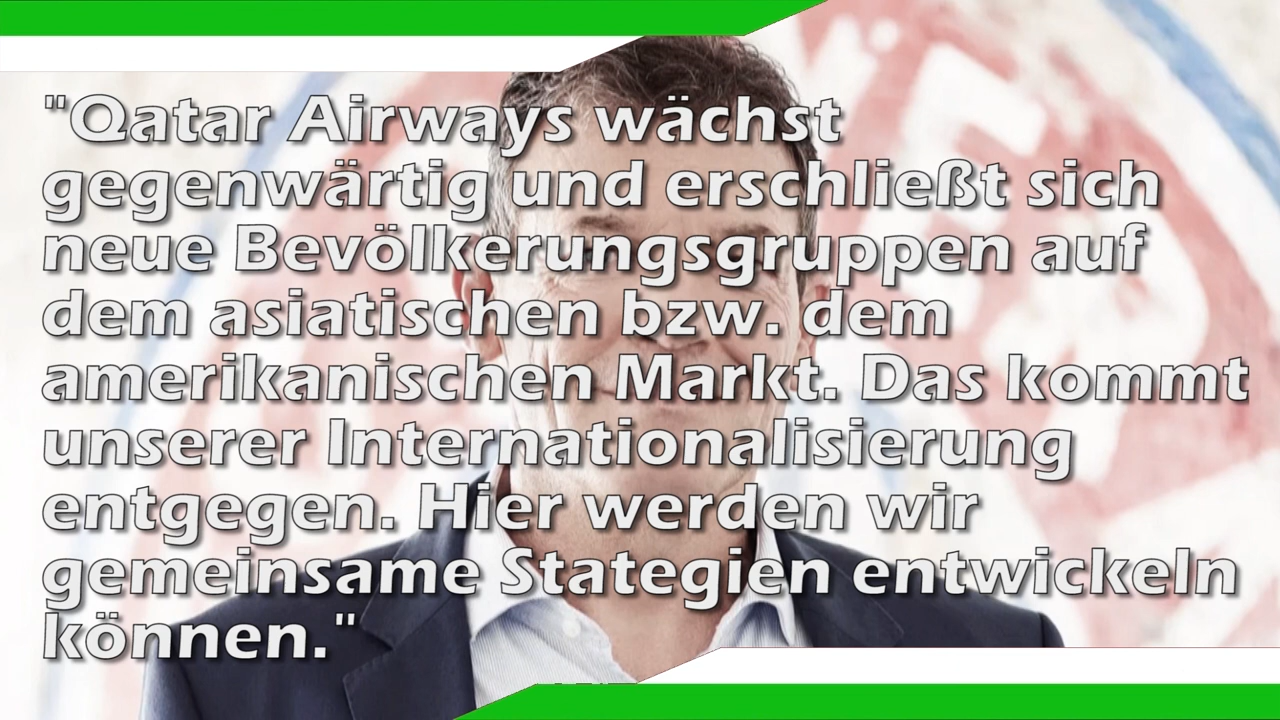 "Qatar Airways wächst
gegenwärtig und erschließt sich
neue Bevölkerungsgruppen auf
dem asiatischen bzw. dem
amerikanischen Markt. Das kommt
unserer Internationalisierung
entgegen. Hier werden wir
gemeinsame Stategien entwickeln
können."